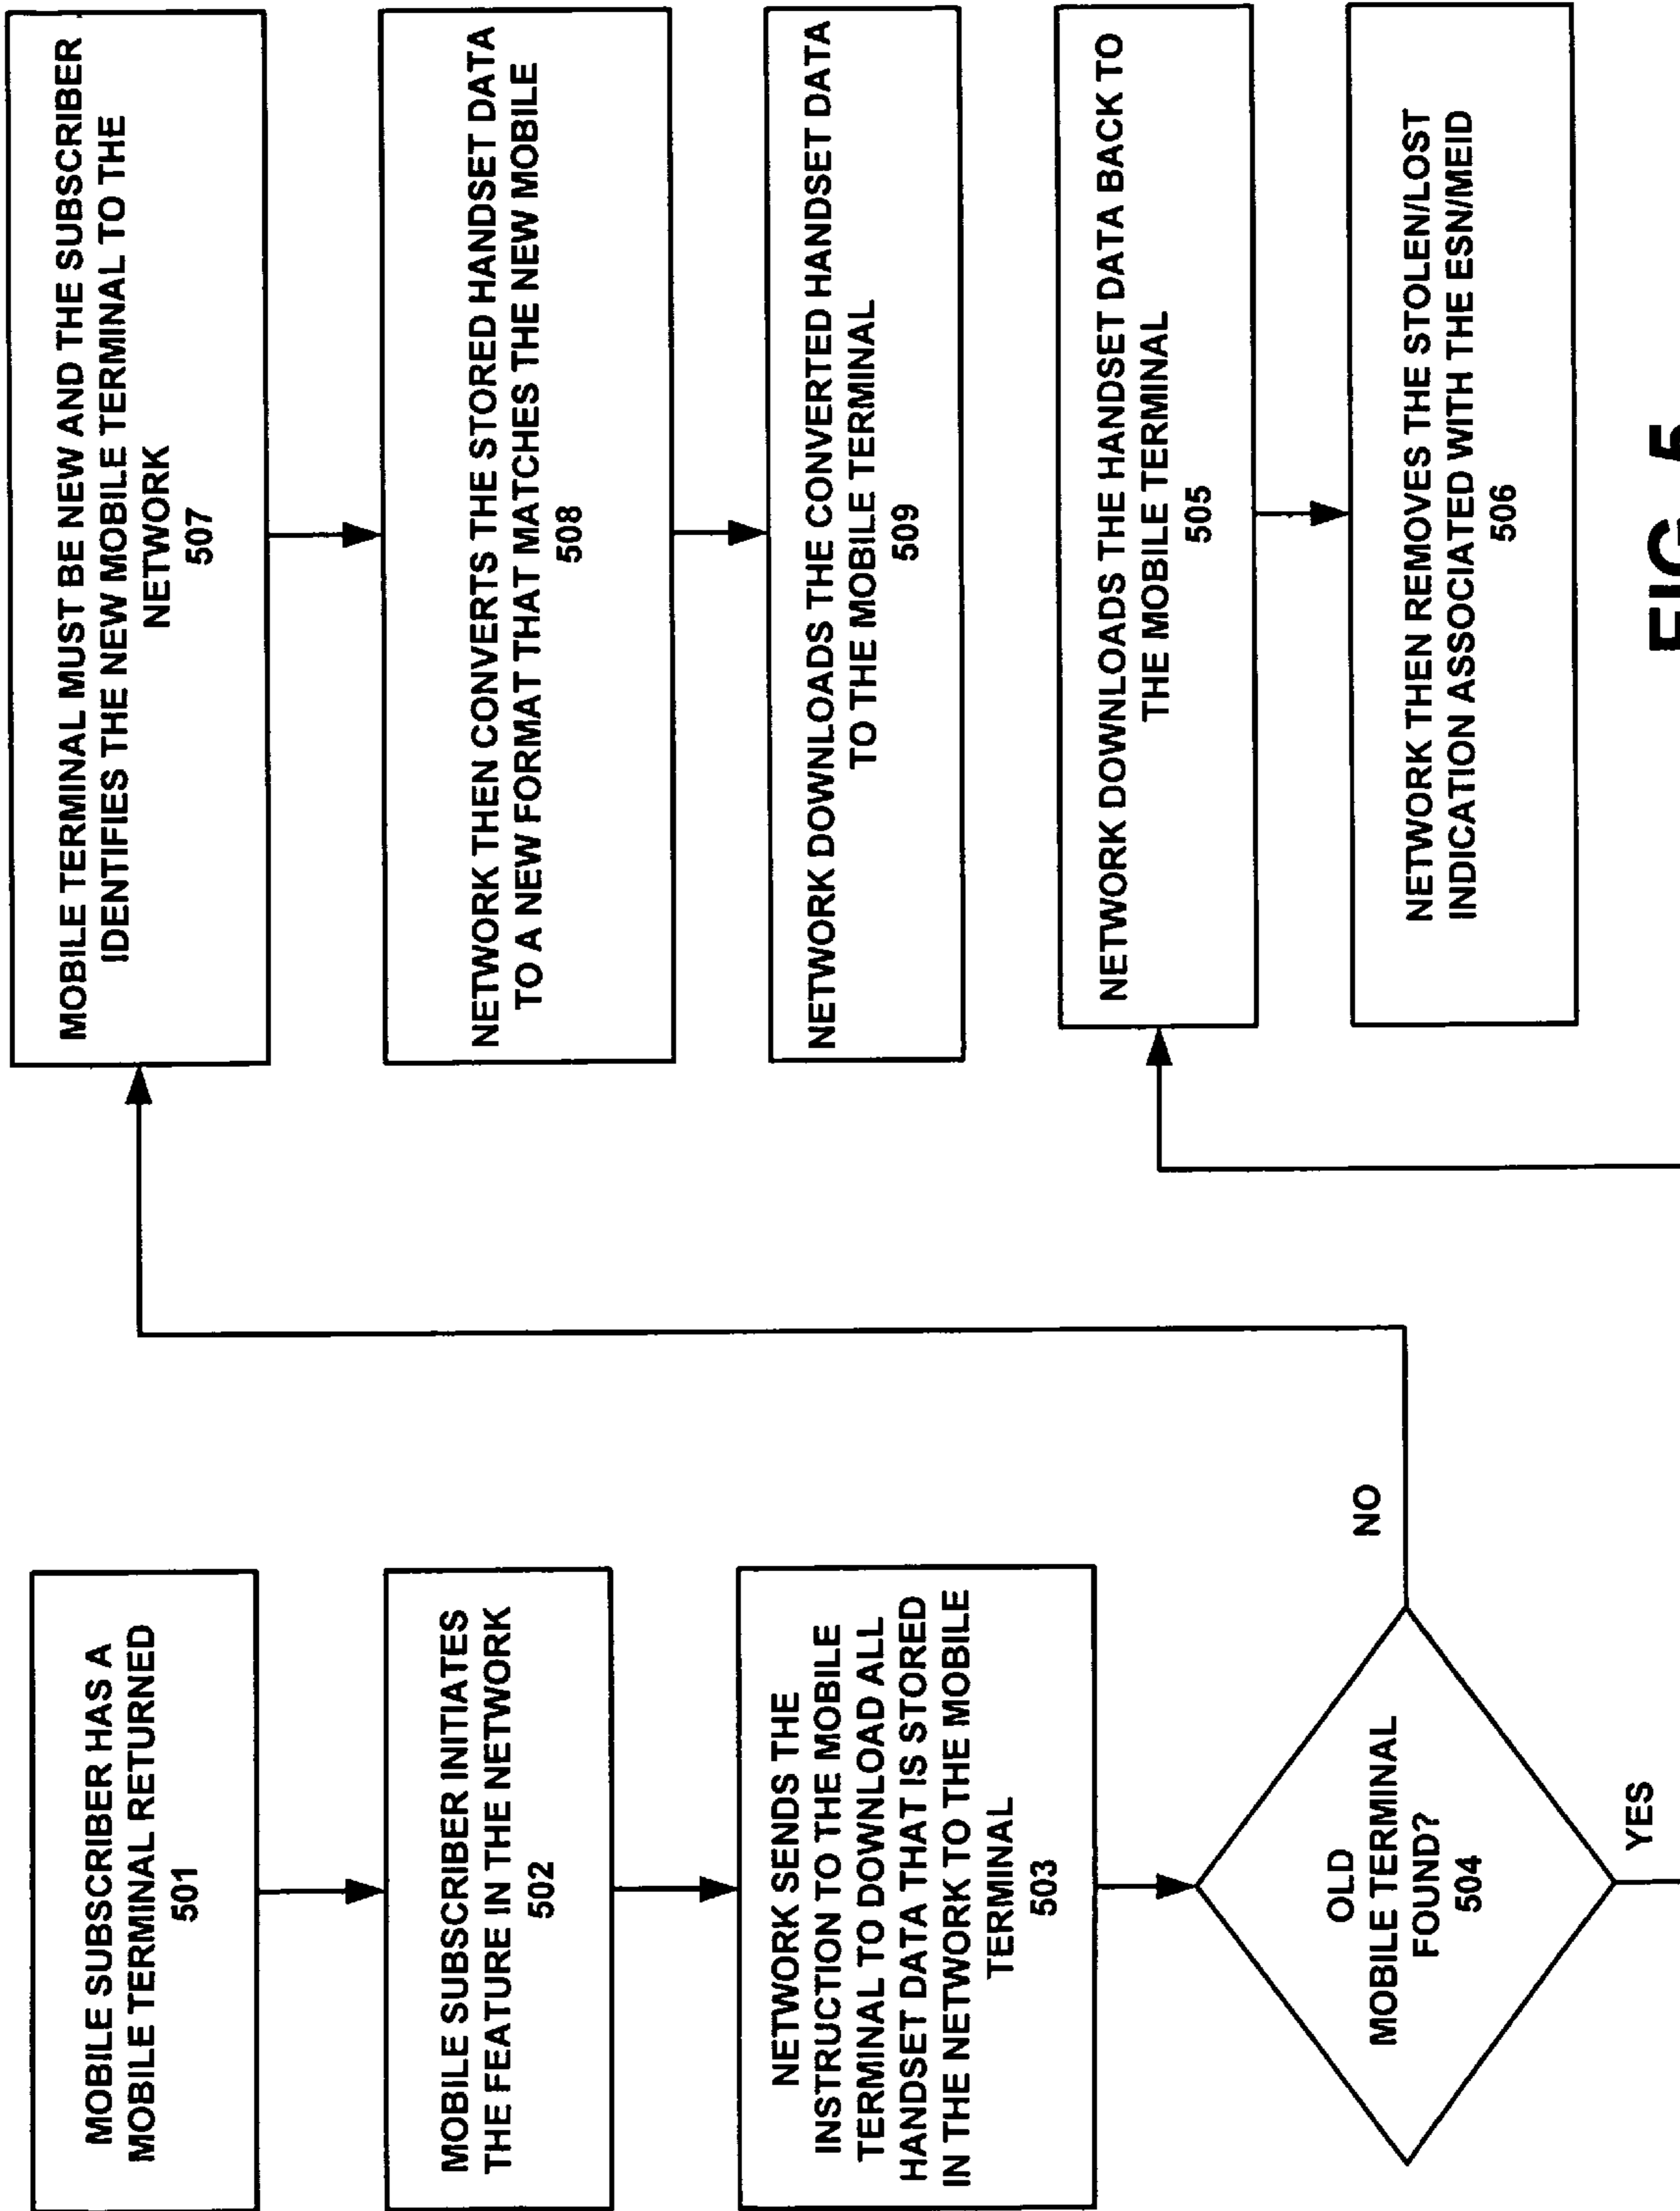 MOBILE SUBSCRIBER HAS A
MOBILE TERMINAL RETURNED
501
MOBILE SUBSCRIBER INITIATES
THE FEATURE IN THE NETWORK
502
NETWORK SENDS THE
INSTRUCTION TO THE MOBILE
TERMINAL TO DOWNLOAD ALL
HANDSET DATA THAT IS STORED
IN THE NETWORK TO THE MOBILE
TERMINAL
503
OLD
MOBILE TERMINAL
FOUND?
504
NO
YES
MOBILE TERMINAL MUST BE NEW AND THE SUBSCRIBER
IDENTIFIES THE NEW MOBILE TERMINAL TO THE
NETWORK
507
NETWORK THEN CONVERTS THE STORED HANDSET DATA
TO A NEW FORMAT THAT MATCHES THE NEW MOBILE
508
NETWORK DOWNLOADS THE CONVERTED HANDSET DATA
TO THE MOBILE TERMINAL
509
NETWORK DOWNLOADS THE HANDSET DATA BACK TO
THE MOBILE TERMINAL
505
NETWORK THEN REMOVES THE STOLEN/LOST
INDICATION ASSOCIATED WITH THE ESN/MEID
506
FIG 5